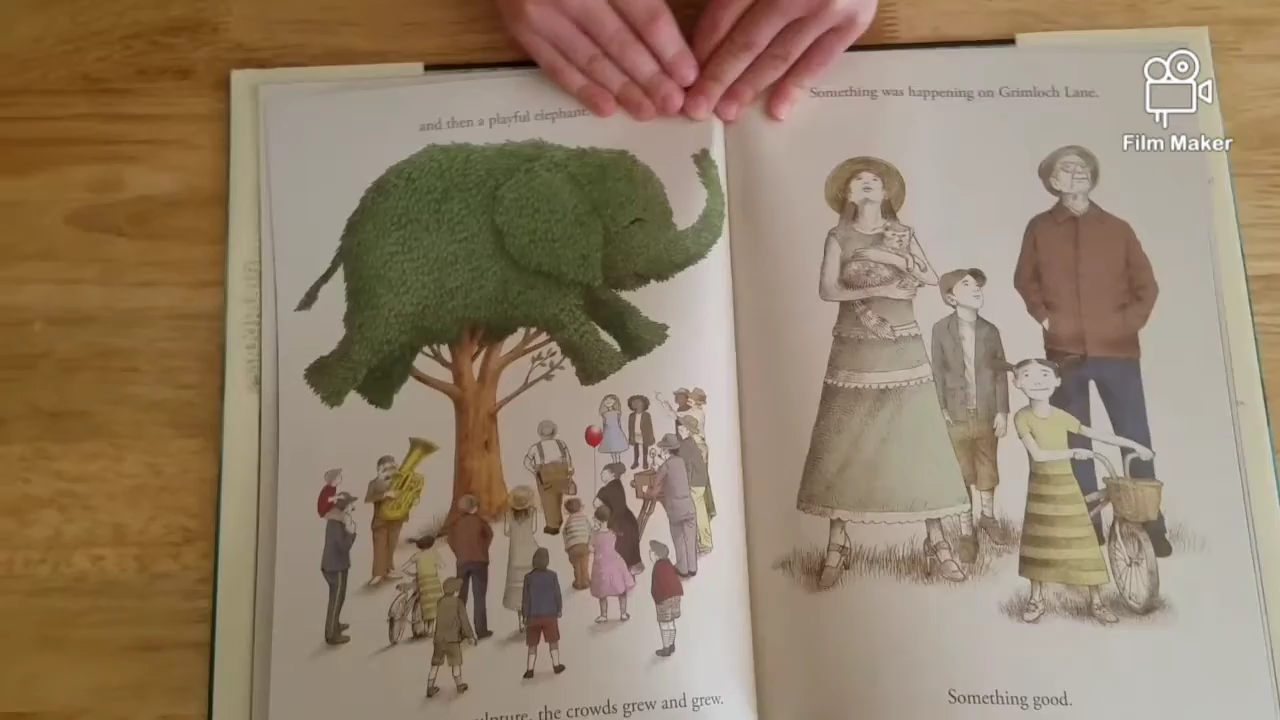 and then a playful elephant.
the crowds grew and grew.
Something was happening on Grimloch Lane.
Something good.
Film Maker